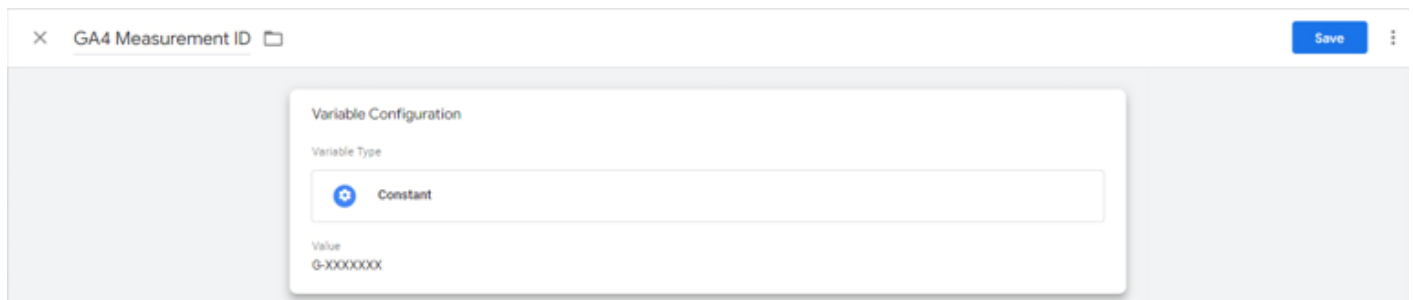 GA4 Measurement ID
Save
Variable Configuration
Variable Type
Constant
Value
G-XXXXXXX